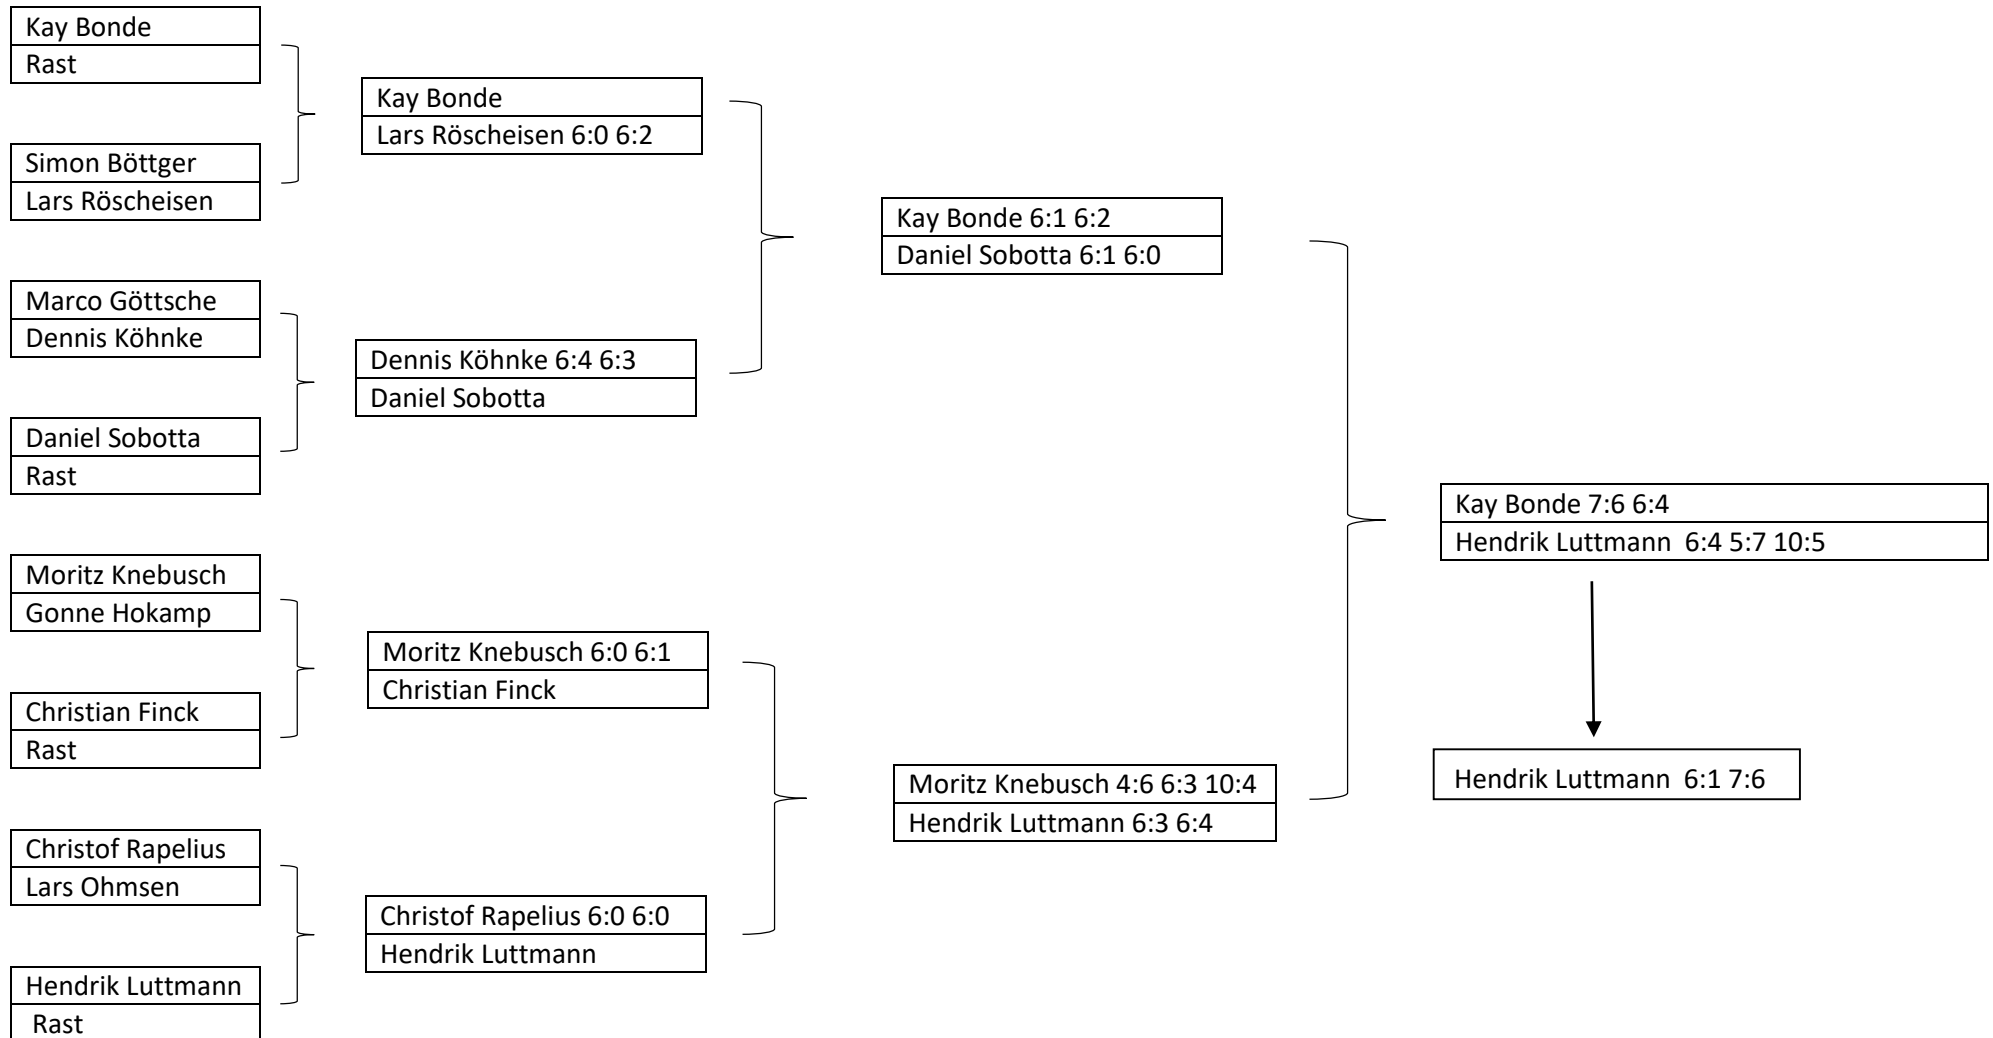 Kay Bonde
Rast
Simon Böttger
Lars Röscheisen
Marco Göttsche
Dennis Köhnke
Daniel Sobotta
Rast
Moritz Knebusch
Gonne Hokamp
Christian Finck
Rast
Christof Rapelius
Lars Ohmsen
Hendrik Luttmann
Rast
Kay Bonde
Lars Röscheisen 6:0 6:2
Dennis Köhnke 6:4 6:3
Daniel Sobotta
Moritz Knebusch 6:0 6:1
Christian Finck
Christof Rapelius 6:0 6:0
Hendrik Luttmann
Kay Bonde 6:1 6:2
Daniel Sobotta 6:1 6:0
Moritz Knebusch 4:6 6:3 10:4
Hendrik Luttmann 6:3 6:4
Kay Bonde 7:6 6:4
Hendrik Luttmann  6:4 5:7 10:5
Hendrik Luttmann  6:1 7:6